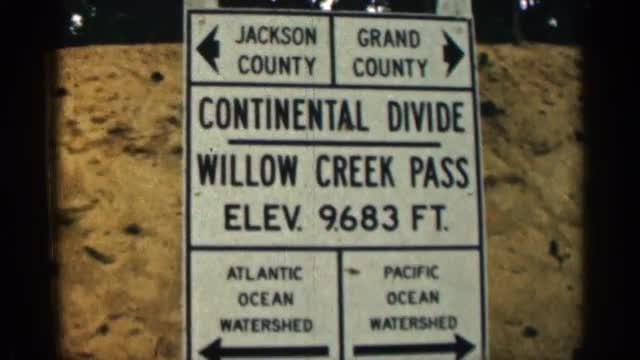 JACKSON COUNTY
GRAND COUNTY
CONTINENTAL DIVIDE
WILLOW CREEK PASS
ELEV. 9683 FT.
ATLANTIC OCEAN WATERSHED
PACIFIC OCEAN WATERSHED